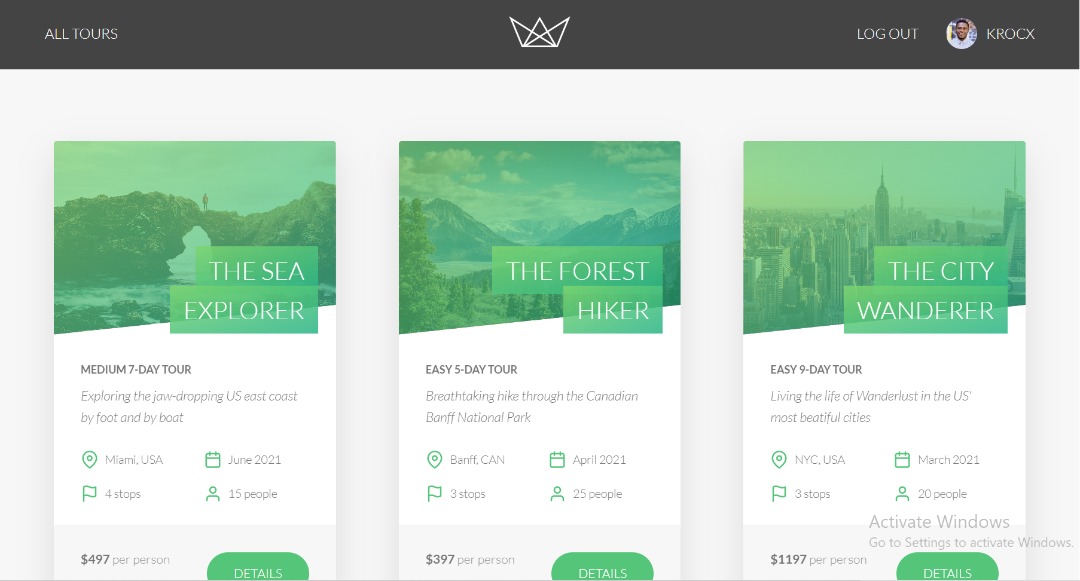 ALL TOURS
LOG OUT
KROCX
THE SEA
EXPLORER
MEDIUM 7-DAY TOUR
Exploring the jaw-dropping US east coast
by foot and by boat
Miami, USA
June 2021
4 stops
15 people
$497 per person
DETAILS
THE FOREST
HIKER
EASY 5-DAY TOUR
Breathtaking hike through the Canadian
Banff National Park
Banff, CAN
April 2021
3 stops
25 people
$397 per person
DETAILS
THE CITY
WANDERER
EASY 9-DAY TOUR
Living the life of Wanderlust in the US'
most beatiful cities
NYC, USA
March 2021
3 stops
20 people
$1197 per person
DETAILS
Activate Windows
Go to Settings to activate Windows.